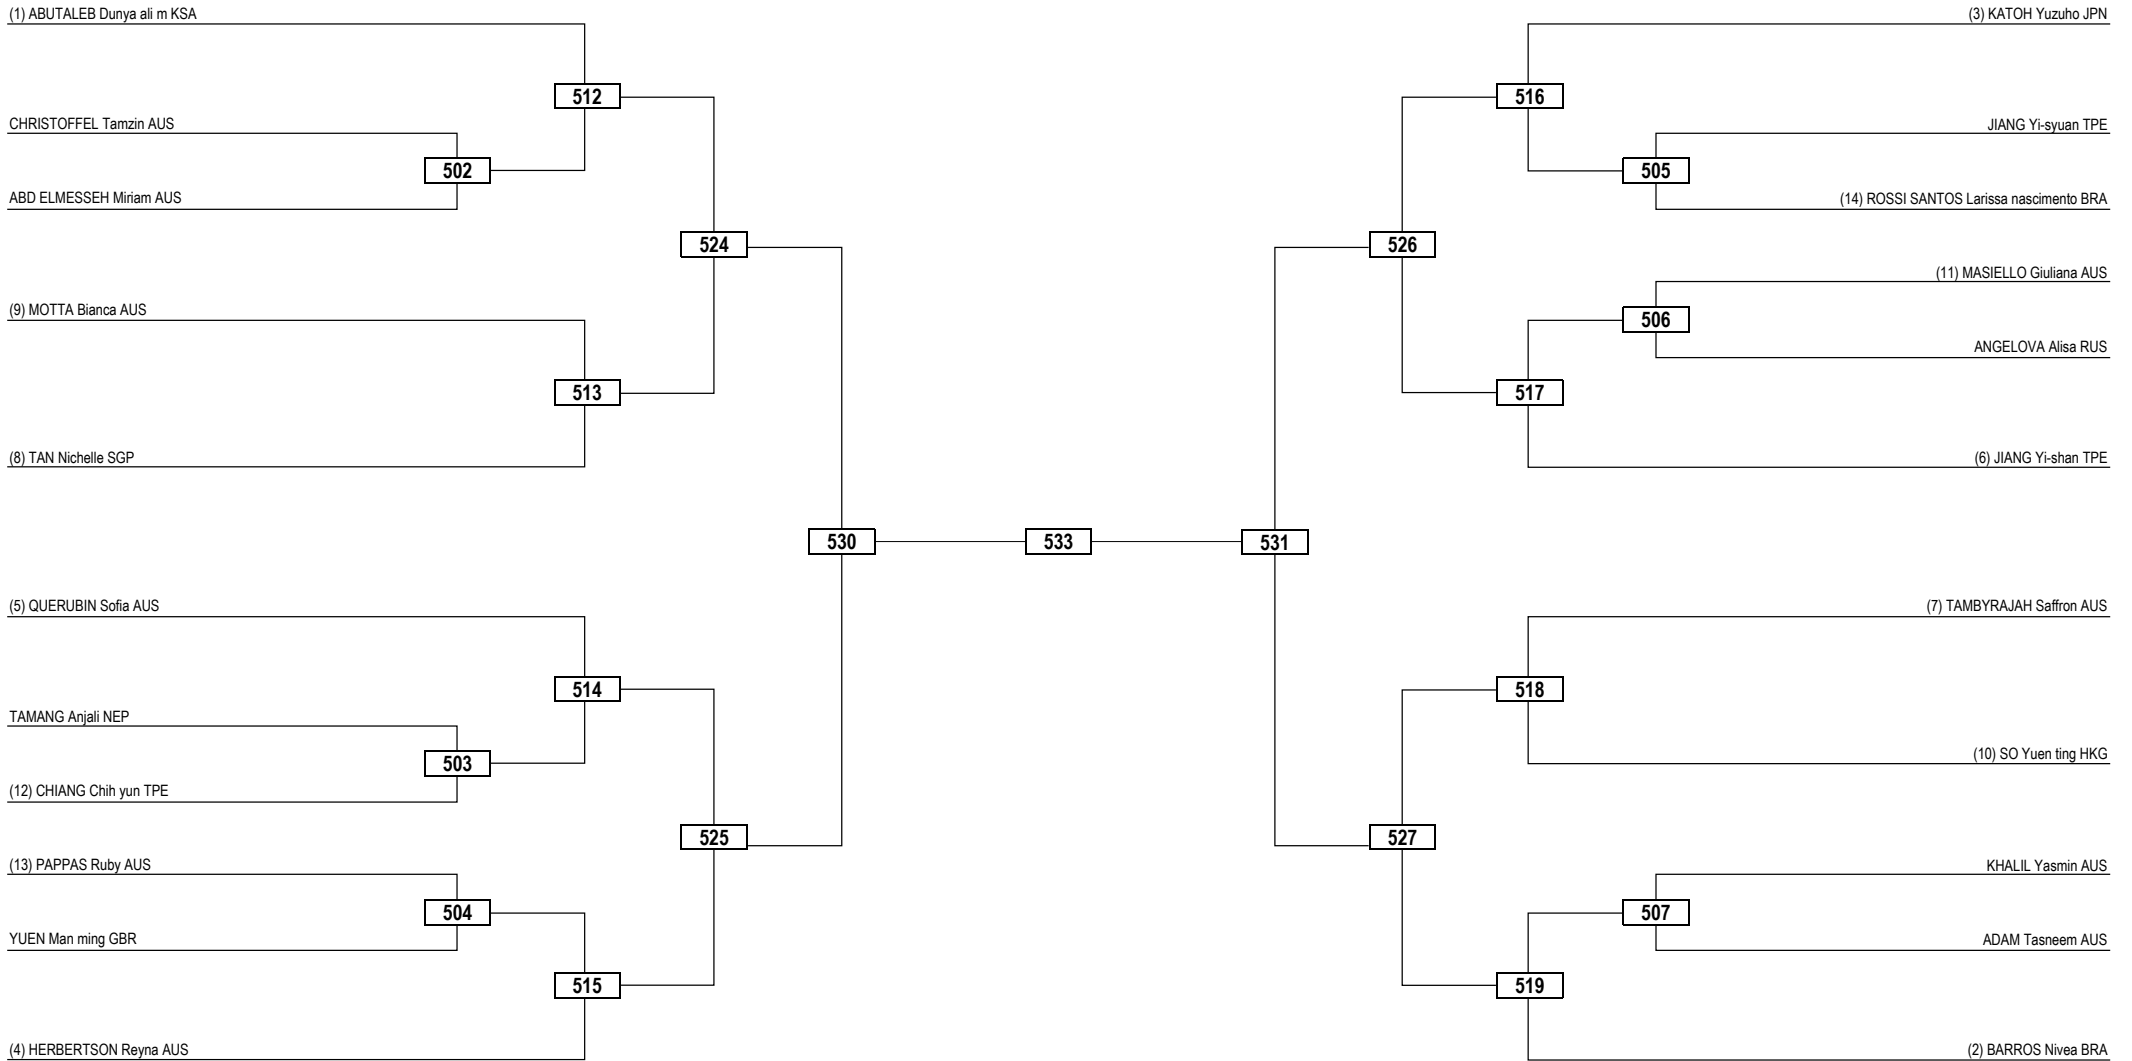 (1) ABUTALEB Dunya ali m KSA
(3) KATOH Yuzuho JPN
512
516
CHRISTOFFEL Tamzin AUS
JIANG Yi-syuan TPE
502
505
ABD ELMESSEH Miriam AUS
(14) ROSSI SANTOS Larissa nascimento BRA
524
526
(11) MASIELLO Giuliana AUS
(9) MOTTA Bianca AUS
506
ANGELOVA Alisa RUS
513
517
(8) TAN Nichelle SGP
(6) JIANG Yi-shan TPE
530
533
531
(5) QUERUBIN Sofia AUS
(7) TAMBYRAJAH Saffron AUS
514
518
TAMANG Anjali NEP
503
(10) SO Yuen ting HKG
(12) CHIANG Chih yun TPE
525
527
(13) PAPPAS Ruby AUS
KHALIL Yasmin AUS
504
507
YUEN Man ming GBR
ADAM Tasneem AUS
515
519
(4) HERBERTSON Reyna AUS
(2) BARROS Nivea BRA